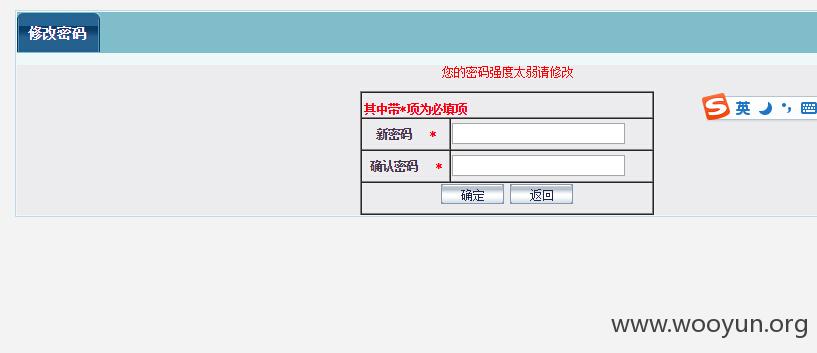 修改密码
您的密码强度太弱请修改
其中带*项为必填项
新密码 *
确认密码 *
确定 返回
S 英
www.wooyun.org